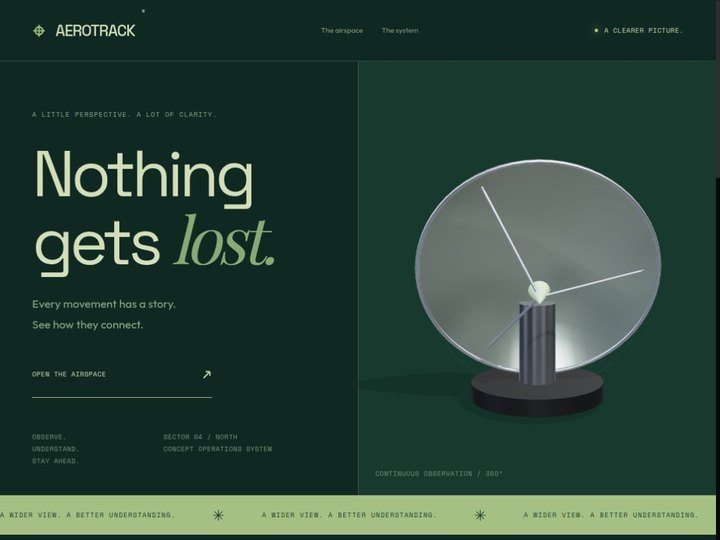 AEROTRACK®
The airspace
The system
A CLEARER PICTURE.
A LITTLE PERSPECTIVE. A LOT OF CLARITY.
Nothing
gets lost.
Every movement has a story.
See how they connect.
OPEN THE AIRSPACE ↗
OBSERVE.
UNDERSTAND.
STAY AHEAD.
SECTOR 04 / NORTH
CONCEPT OPERATIONS SYSTEM
CONTINUOUS OBSERVATION / 360°
A WIDER VIEW. A BETTER UNDERSTANDING. ✳ A WIDER VIEW. A BETTER UNDERSTANDING. ✳ A WIDER VIEW. A BETTER UNDERSTANDING.